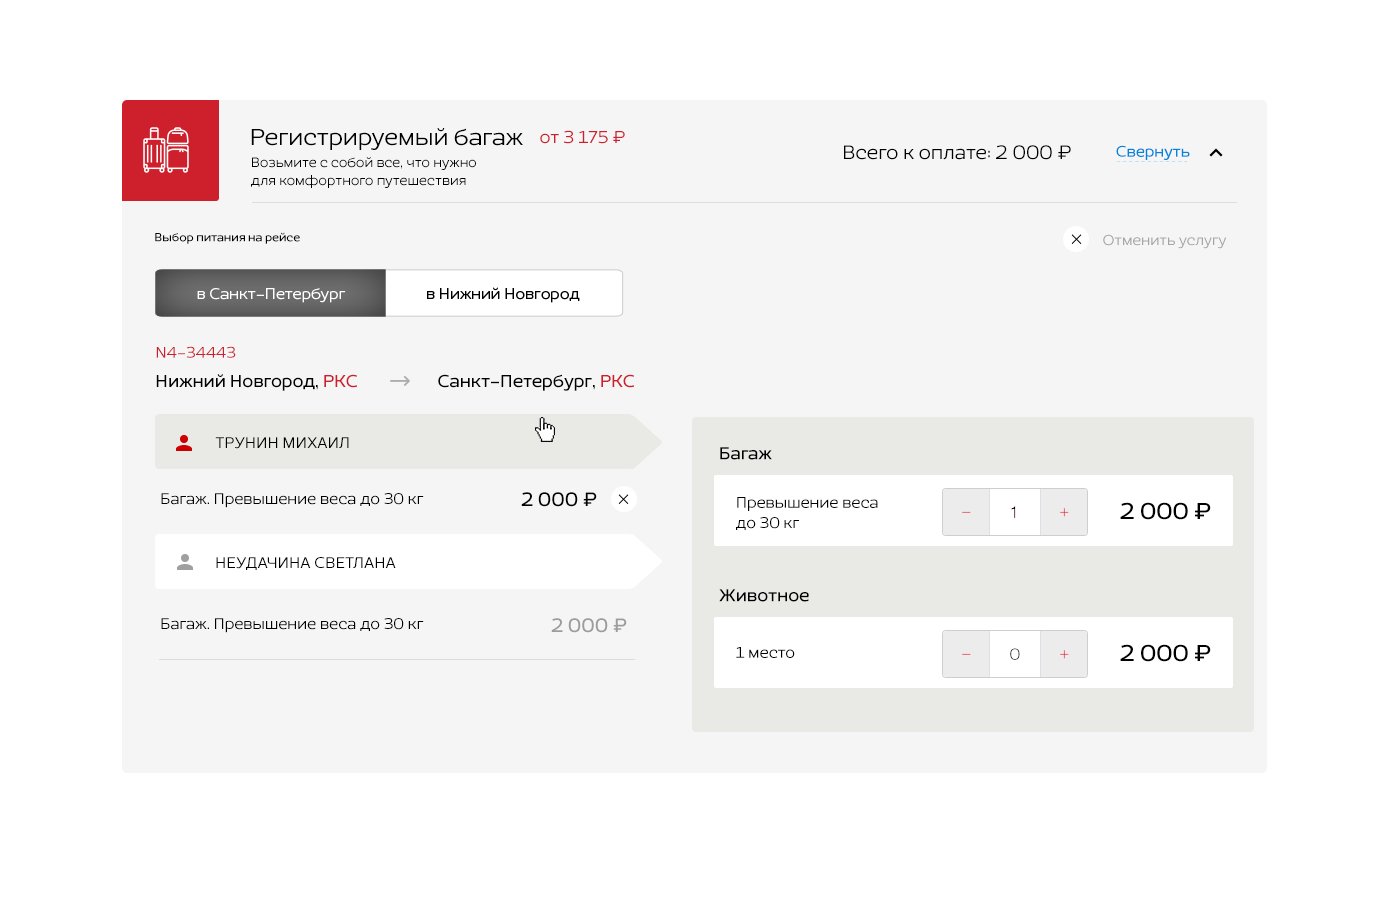 Регистрируемый багаж от 3 175 ₽
Возьмите с собой все, что нужно
для комфортного путешествия
Всего к оплате: 2 000 ₽
Свернуть
Выбор питания на рейсе
Отменить услугу
в Санкт-Петербург
в Нижний Новгород
N4-34443
Нижний Новгород, РКС → Санкт-Петербург, РКС
ТРУНИН МИХАИЛ
Багаж. Превышение веса до 30 кг 2 000 ₽
НЕУДАЧИНА СВЕТЛАНА
Багаж. Превышение веса до 30 кг 2 000 ₽
Багаж
Превышение веса
до 30 кг
− 1 + 2 000 ₽
Животное
1 место − 0 + 2 000 ₽